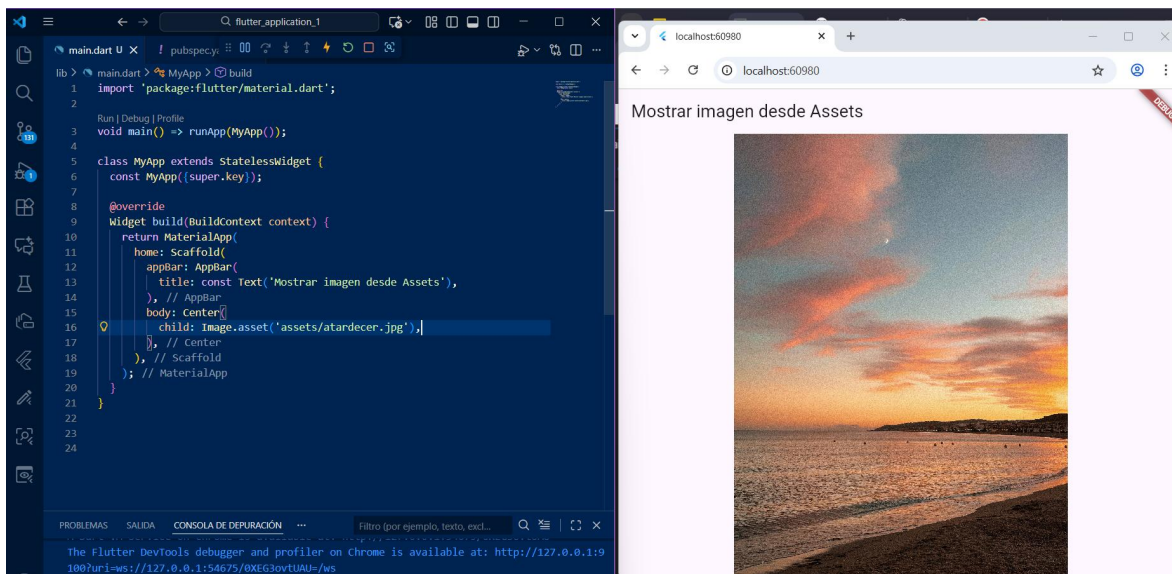 flutter_application_1
main.dart U
pubspec.ya
lib > main.dart > MyApp > build
1 import 'package:flutter/material.dart';
2
Run | Debug | Profile
3 void main() => runApp(MyApp());
4
5 class MyApp extends StatelessWidget {
6 const MyApp({super.key});
7
8 @override
9 Widget build(BuildContext context) {
10 return MaterialApp(
11 home: Scaffold(
12 appBar: AppBar(
13 title: const Text('Mostrar imagen desde Assets'),
14 ), // AppBar
15 body: Center(
16 child: Image.asset('assets/atardecer.jpg'),
17 ), // Center
18 ), // Scaffold
19 ); // MaterialApp
20 }
21 }
22
23
24
131
1
PROBLEMAS SALIDA CONSOLA DE DEPURACIÓN ... Filtro (por ejemplo, texto, excl...
The Flutter DevTools debugger and profiler on Chrome is available at: http://127.0.0.1:9
100?uri=ws://127.0.0.1:54675/0XEG3ovtUAU=/ws
localhost:60980
localhost:60980
Mostrar imagen desde Assets
DEBUG